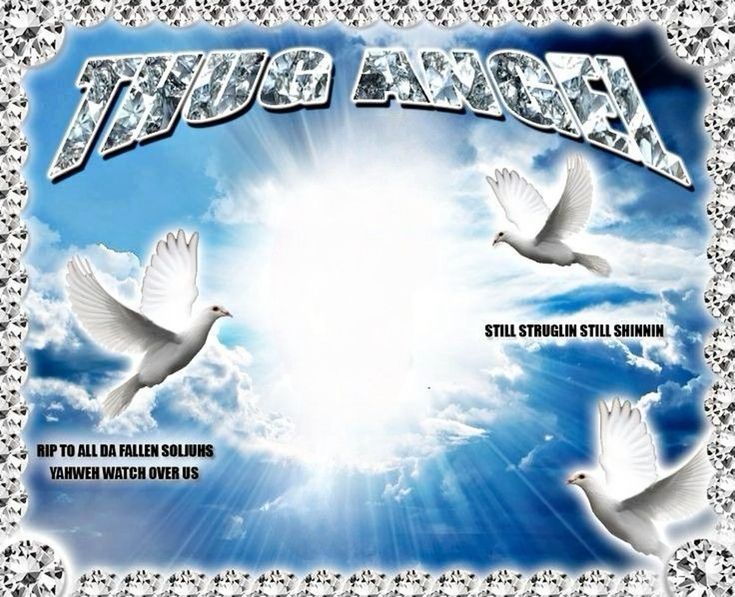 THUG ANGEL
STILL STRUGLIN STILL SHINNIN
RIP TO ALL DA FALLEN SOLJUHS
YAHWEH WATCH OVER US